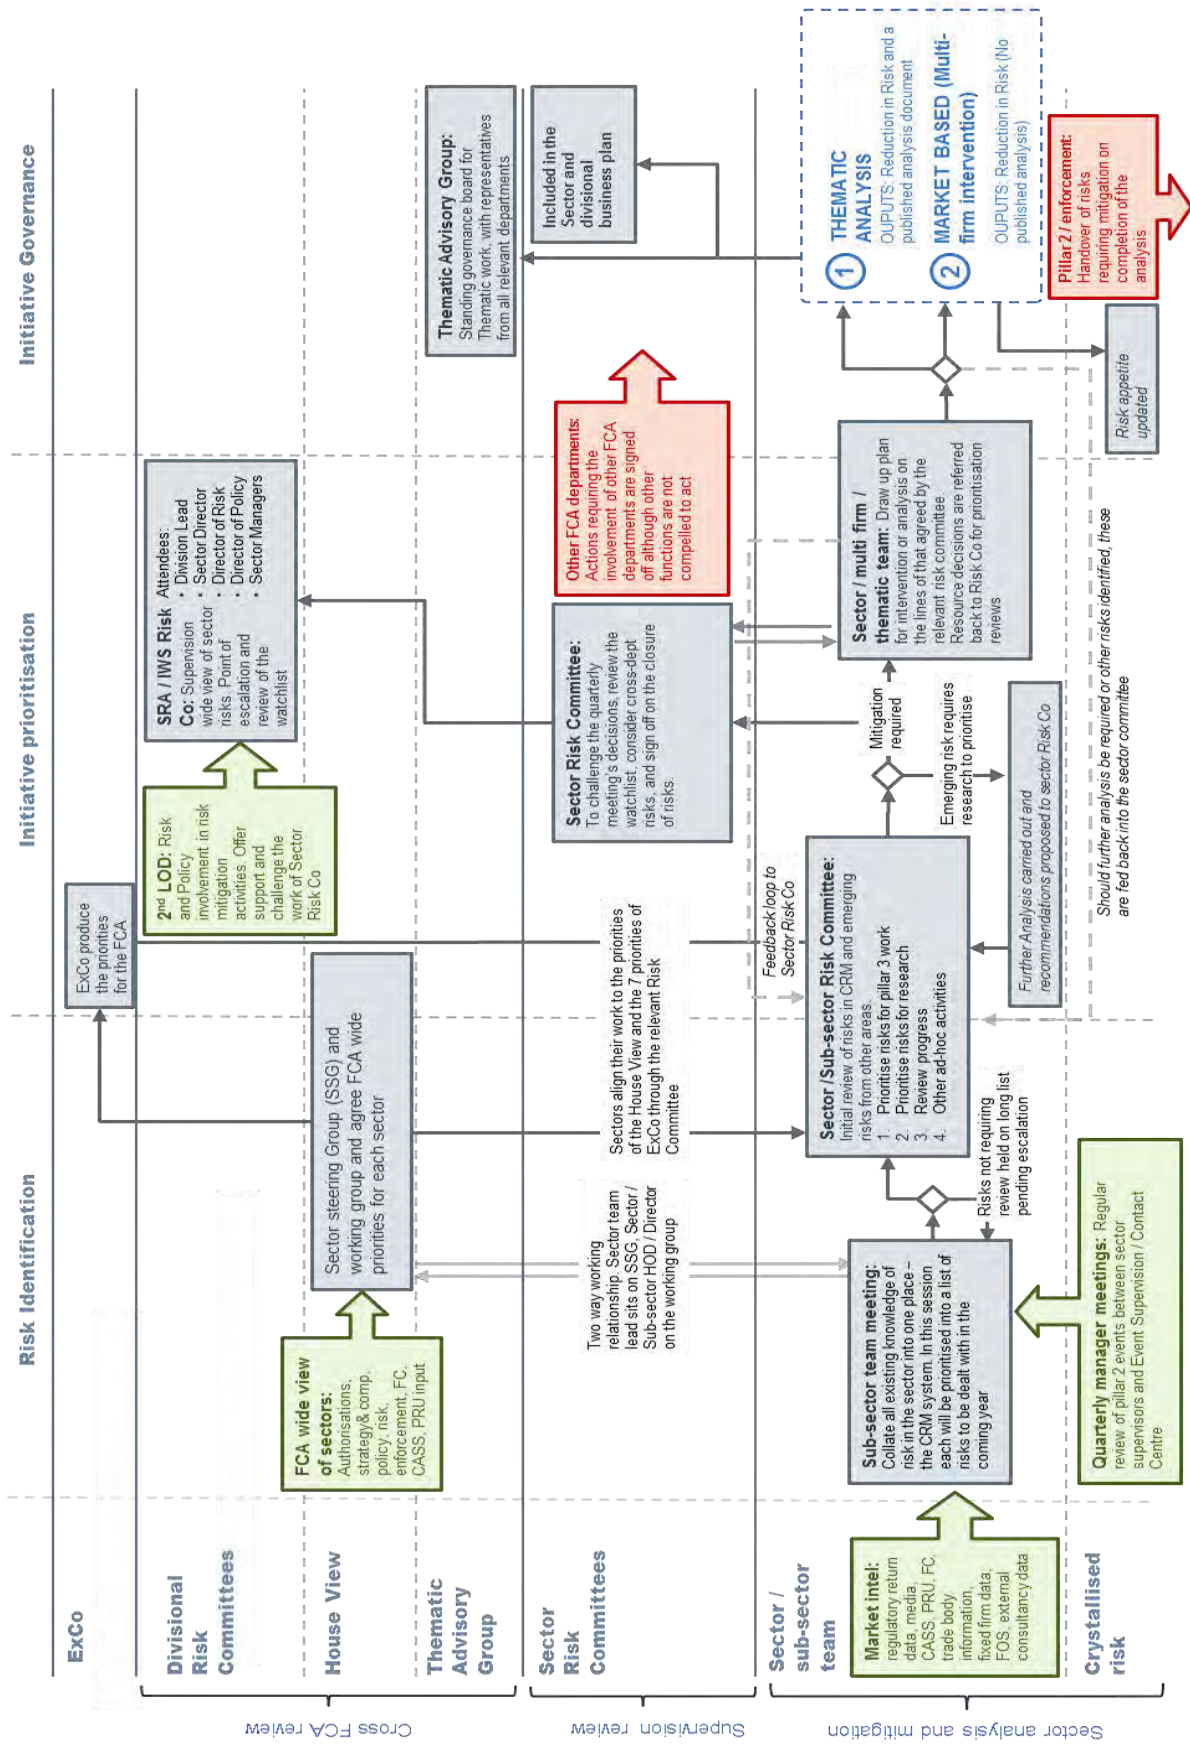 Risk Identification
Initiative prioritisation
Initiative Governance
ExCo
ExCo produce
the priorities
for the FCA
Cross FCA review
Divisional
Risk
Committees
2nd LOD: Risk
and Policy
involvement in risk
mitigation
activities. Offer
support and
challenge the
work of Sector
Risk Co
SRA / IWS Risk
Co: Supervision
wide view of sector
risks. Point of
escalation and
review of the
watchlist
Attendees:
• Division Lead
• Sector Director
• Director of Risk
• Director of Policy
• Sector Managers
House View
FCA wide view
of sectors:
Authorisations,
strategy& comp,
policy, risk,
enforcement, FC,
CASS, PRU input
Sector steering Group (SSG) and
working group and agree FCA wide
priorities for each sector
Thematic
Advisory
Group
Thematic Advisory Group:
Standing governance board for
Thematic work, with representatives
from all relevant departments
Supervision review
Sector
Risk
Committees
Two way working
relationship. Sector team
lead sits on SSG, Sector /
Sub-sector HOD / Director
on the working group
Sectors align their work to the priorities
of the House View and the 7 priorities of
ExCo through the relevant Risk
Committee
Sector Risk Committee:
To challenge the quarterly
meeting's decisions, review the
watchlist, consider cross-dept
risks, and sign off on the closure
of risks.
Other FCA departments:
Actions requiring the
involvement of other FCA
departments are signed
off although other
functions are not
compelled to act
Included in the
Sector and
divisional
business plan
Feedback loop to
Sector Risk Co
Sector analysis and mitigation
Sector /
sub-sector
team
Market intel:
regulatory return
data, media,
CASS, PRU, FC,
trade body
information,
fixed firm data,
FOS, external
consultancy data
Sub-sector team meeting:
Collate all existing knowledge of
risk in the sector into one place –
the CRM system. In this session
each will be prioritised into a list of
risks to be dealt with in the
coming year
Risks not requiring
review held on long list
pending escalation
Sector /Sub-sector Risk Committee:
Initial review of risks in CRM and emerging
risks from other areas.
1. Prioritise risks for pillar 3 work
2. Prioritise risks for research
3. Review progress
4. Other ad-hoc activities
Mitigation
required
Emerging risk requires
research to prioritise
Sector / multi firm /
thematic team: Draw up plan
for intervention or analysis on
the lines of that agreed by the
relevant risk committee.
Resource decisions are referred
back to Risk Co for prioritisation
reviews
1 THEMATIC
ANALYSIS
OUPUTS: Reduction in Risk and a
published analysis document
2 MARKET BASED (Multi-
firm intervention)
OUPUTS: Reduction in Risk (No
published analysis)
Further Analysis carried out and
recommendations proposed to sector Risk Co
Crystallised
risk
Quarterly manager meetings: Regular
review of pillar 2 events between sector
supervisors and Event Supervision / Contact
Centre
Should further analysis be required or other risks identified, these
are fed back into the sector committee
Risk appetite
updated
Pillar 2 / enforcement:
Handover of risks
requiring mitigation on
completion of the
analysis